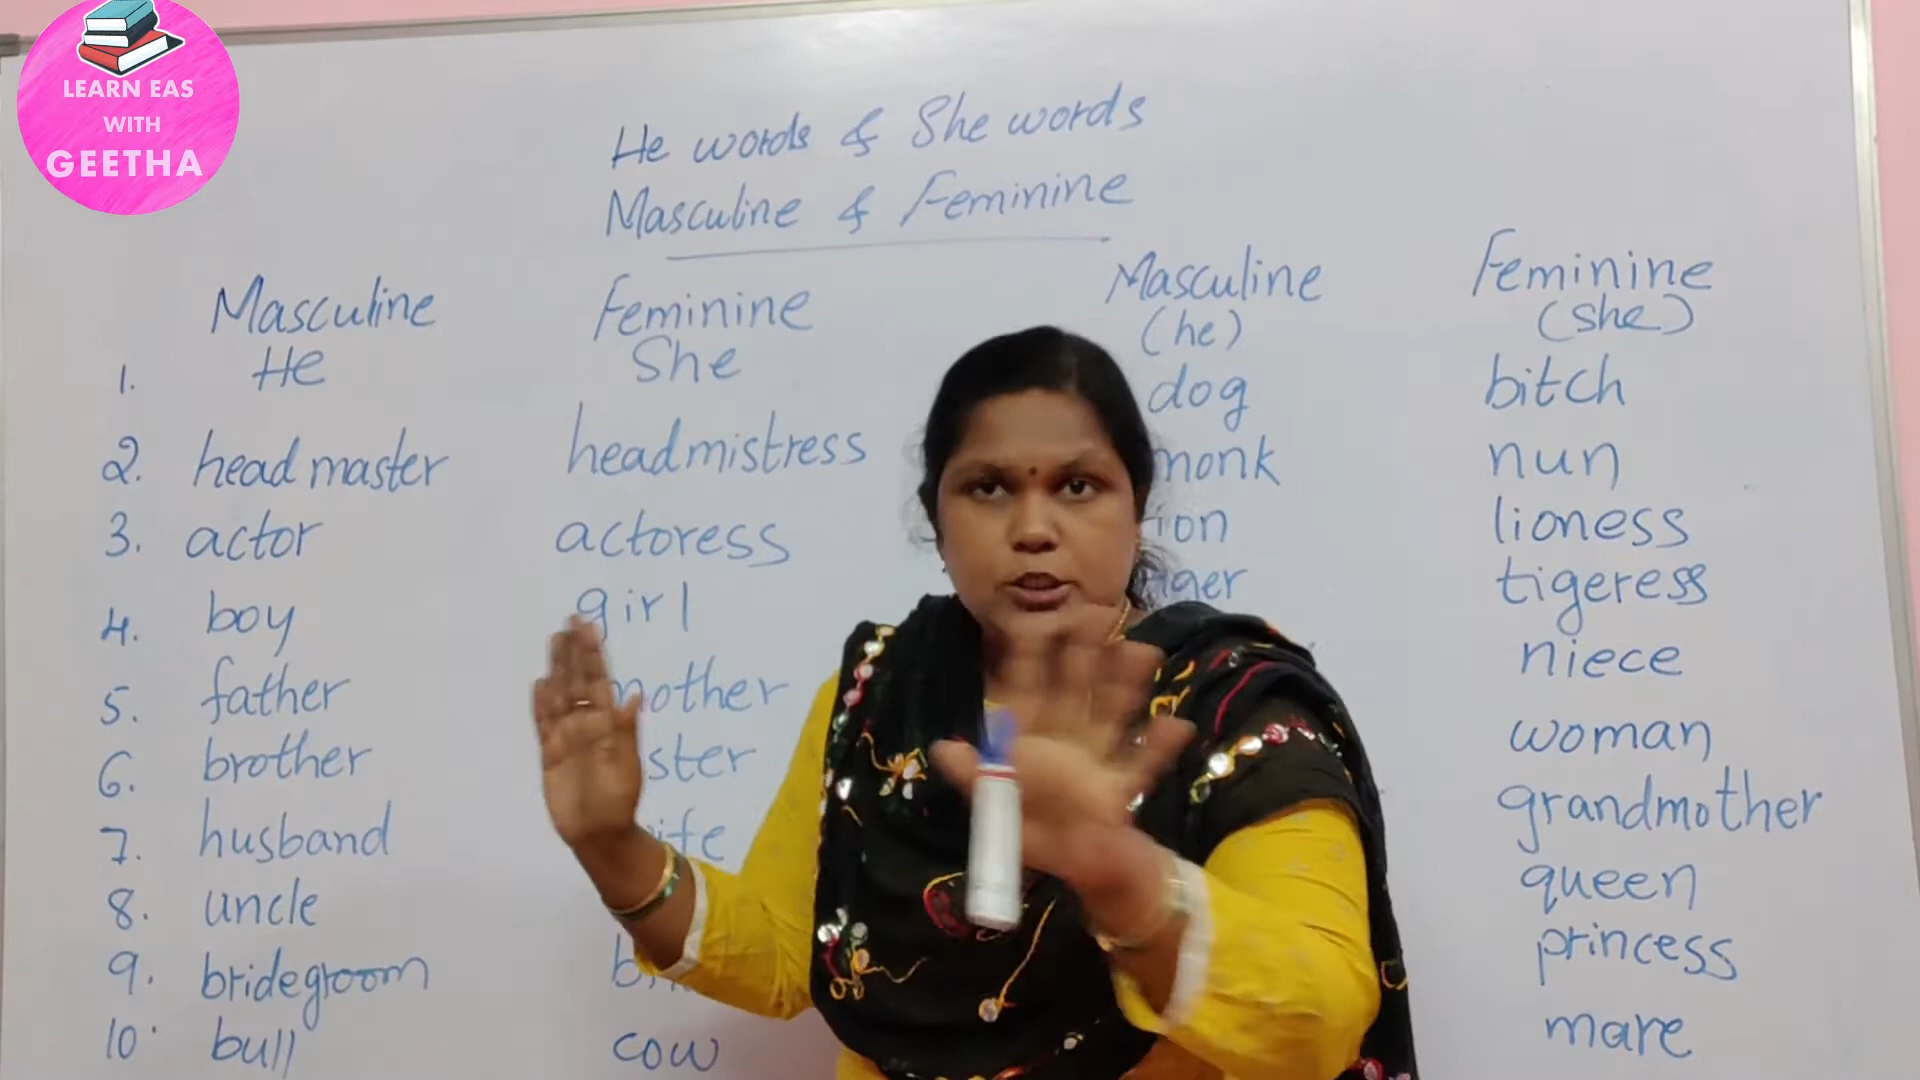 LEARN EAS
WITH
GEETHA
He words & She words
Masculine & Feminine
Masculine Feminine
He She
1.
2. head master headmistress
3. actor actoress
4. boy girl
5. father mother
6. brother
7. husband
8. uncle
9. bridegroom
10. bull cow
Masculine Feminine
(he) (she)
dog bitch
monk nun
lioness
tigeress
niece
woman
grandmother
queen
princess
mare